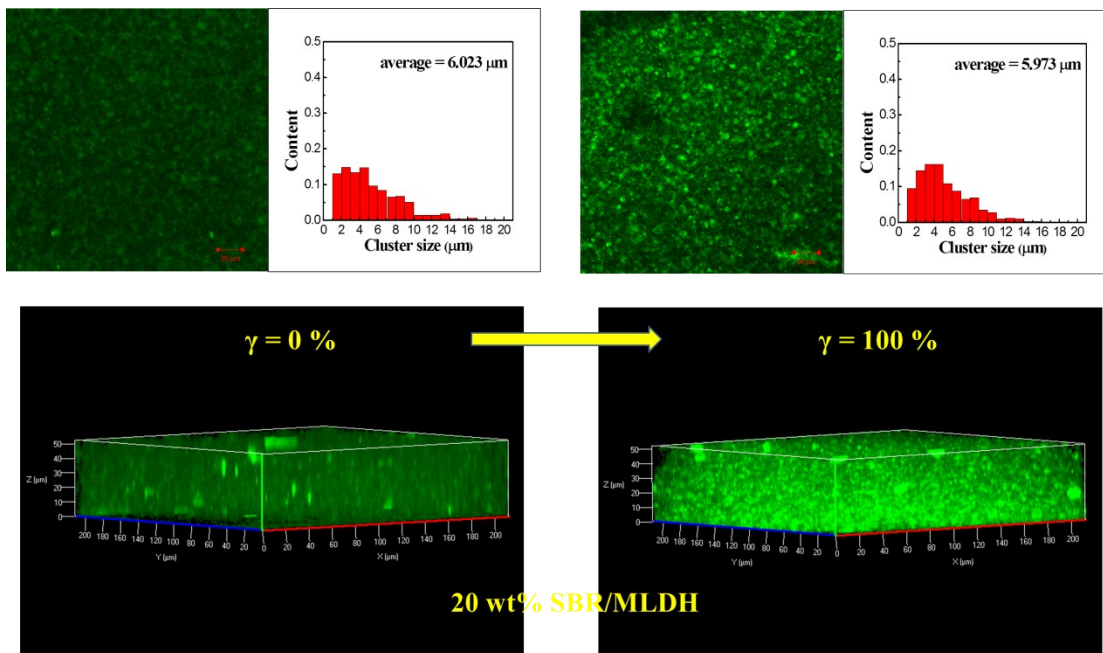 0.5
average = 6.023 μm
0.4
0.3
Content
0.2
0.1
0.0
2 4 6 8 10 12 14 16 18 20
Cluster size (μm)
20 μm
0.5
average = 5.973 μm
0.4
0.3
Content
0.2
0.1
0.0
2 4 6 8 10 12 14 16 18 20
Cluster size (μm)
γ = 0 %
γ = 100 %
50
40
30
Z [μm]
20
10
0
200 180 160 140 120 100 80 60 40 20
Y [μm]
0 20 40 60 80 100 120 140 160 180 200
X [μm]
50
40
30
Z [μm]
20
10
0
200 180 160 140 120 100 80 60 40 20
Y [μm]
0 20 40 60 80 100 120 140 160 180 200
X [μm]
20 wt% SBR/MLDH